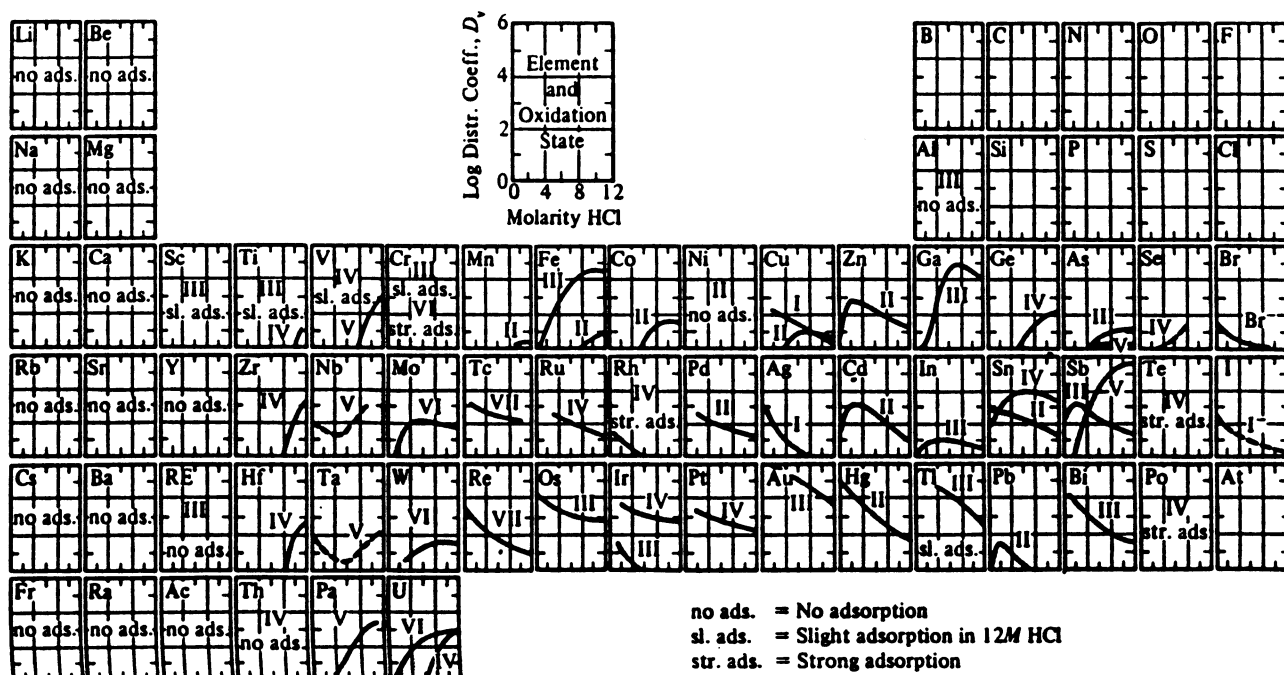 Li
no ads.
Be
no ads.
Log Distr. Coeff., Dᵥ
6
4
2
0
Element
and
Oxidation
State
0 4 8 12
Molarity HCl
B
C
N
O
F
Na
no ads.
Mg
no ads.
Al
III
no ads.
Si
P
S
Cl
K
no ads.
Ca
no ads.
Sc
III
sl. ads.
Ti
III
sl. ads.
IV
V
IV
sl. ads.
V
Cr
III
sl. ads.
VI
str. ads.
Mn
II
Fe
III
II
Co
II
Ni
II
no ads.
Cu
I
II
Zn
II
Ga
III
Ge
IV
As
III
V
Se
IV
Br
Br
Rb
no ads.
Sr
no ads.
Y
no ads.
Zr
IV
Nb
V
Mo
VI
Tc
VII
Ru
IV
Rh
IV
str. ads.
Pd
II
Ag
I
Cd
II
In
III
Sn
IV
II
Sb
III
V
Te
IV
str. ads.
I
I-
Cs
no ads.
Ba
no ads.
RE
III
no ads.
Hf
IV
Ta
V
W
VI
Re
VII
Os
III
Ir
IV
III
Pt
IV
Au
III
Hg
II
Tl
III
sl. ads.
Pb
II
Bi
III
Po
IV
str. ads.
At
Fr
no ads.
Ra
no ads.
Ac
no ads.
Th
IV
no ads.
Pa
V
U
VI
V
no ads. = No adsorption
sl. ads. = Slight adsorption in 12M HCl
str. ads. = Strong adsorption